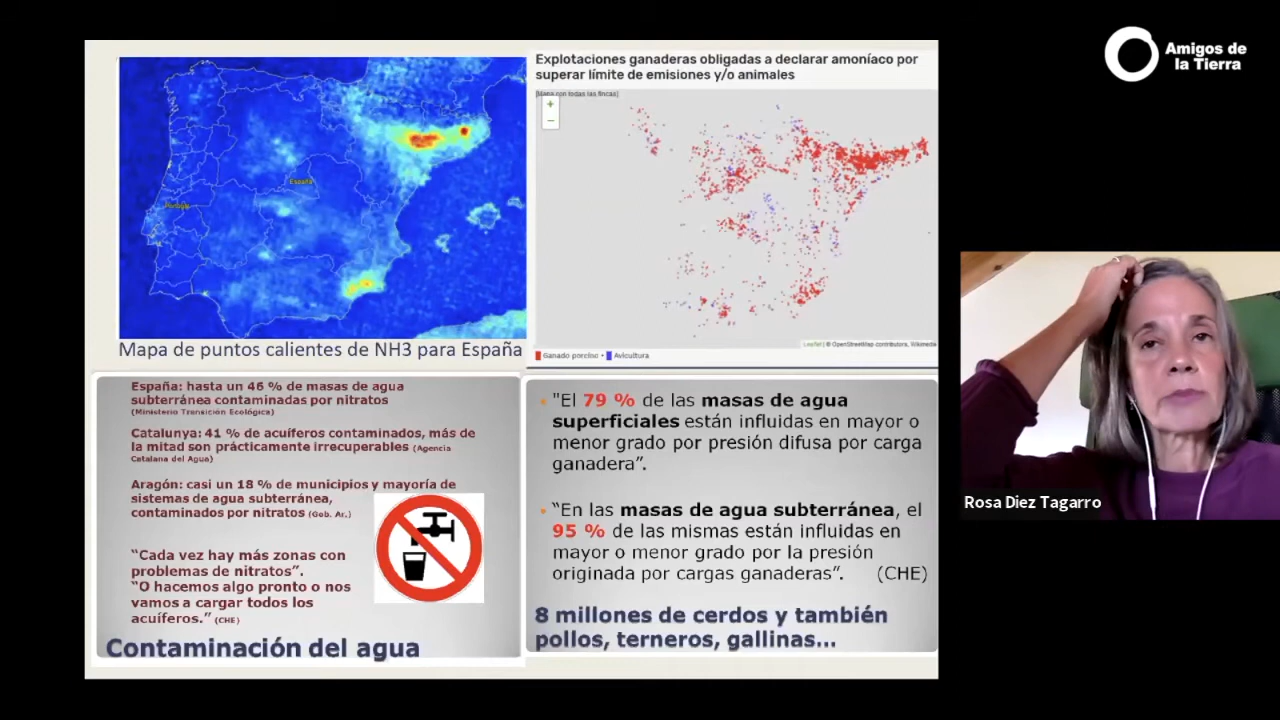 Amigos de
la Tierra
Explotaciones ganaderas obligadas a declarar amoníaco por
superar límite de emisiones y/o animales
[Mapa con todas las fincas]
+
−
España
Portugal
Leaflet | © OpenStreetMap contributors, Wikimedia
Mapa de puntos calientes de NH3 para España
Ganado porcino • Avicultura
España: hasta un 46 % de masas de agua
subterránea contaminadas por nitratos
(Ministerio Transición Ecológica)
Catalunya: 41 % de acuíferos contaminados, más de
la mitad son prácticamente irrecuperables (Agencia
Catalana del Agua)
Aragón: casi un 18 % de municipios y mayoría de
sistemas de agua subterránea,
contaminados por nitratos (Gob. Ar.)
“Cada vez hay más zonas con
problemas de nitratos”.
“O hacemos algo pronto o nos
vamos a cargar todos los
acuíferos.” (CHE)
Contaminación del agua
• "El 79 % de las masas de agua
superficiales están influidas en mayor o
menor grado por presión difusa por carga
ganadera”.
• “En las masas de agua subterránea, el
95 % de las mismas están influidas en
mayor o menor grado por la presión
originada por cargas ganaderas”. (CHE)
8 millones de cerdos y también
pollos, terneros, gallinas...
Rosa Diez Tagarro